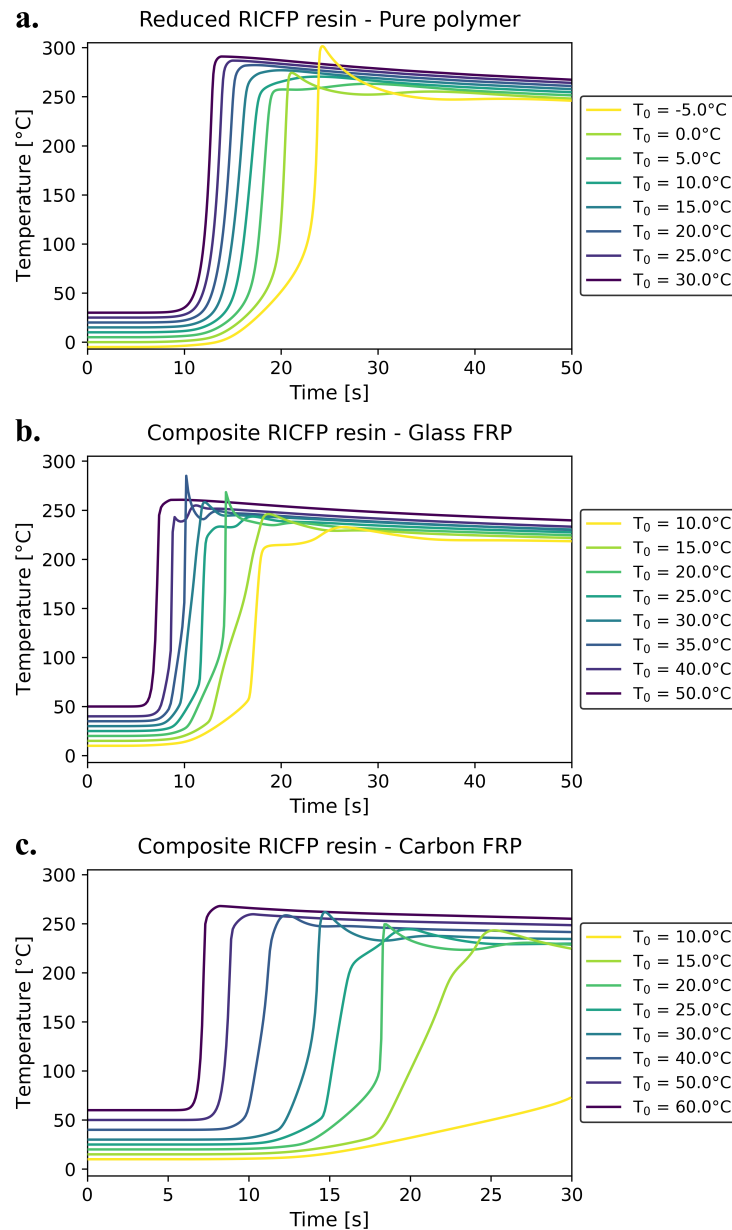 a.
Reduced RICFP resin - Pure polymer
300
250
200
150
100
50
0
Temperature [°C]
0 10 20 30 40 50
Time [s]
T₀ = -5.0°C
T₀ = 0.0°C
T₀ = 5.0°C
T₀ = 10.0°C
T₀ = 15.0°C
T₀ = 20.0°C
T₀ = 25.0°C
T₀ = 30.0°C
b.
Composite RICFP resin - Glass FRP
300
250
200
150
100
50
0
Temperature [°C]
0 10 20 30 40 50
Time [s]
T₀ = 10.0°C
T₀ = 15.0°C
T₀ = 20.0°C
T₀ = 25.0°C
T₀ = 30.0°C
T₀ = 35.0°C
T₀ = 40.0°C
T₀ = 50.0°C
c.
Composite RICFP resin - Carbon FRP
300
250
200
150
100
50
0
Temperature [°C]
0 5 10 15 20 25 30
Time [s]
T₀ = 10.0°C
T₀ = 15.0°C
T₀ = 20.0°C
T₀ = 25.0°C
T₀ = 30.0°C
T₀ = 40.0°C
T₀ = 50.0°C
T₀ = 60.0°C